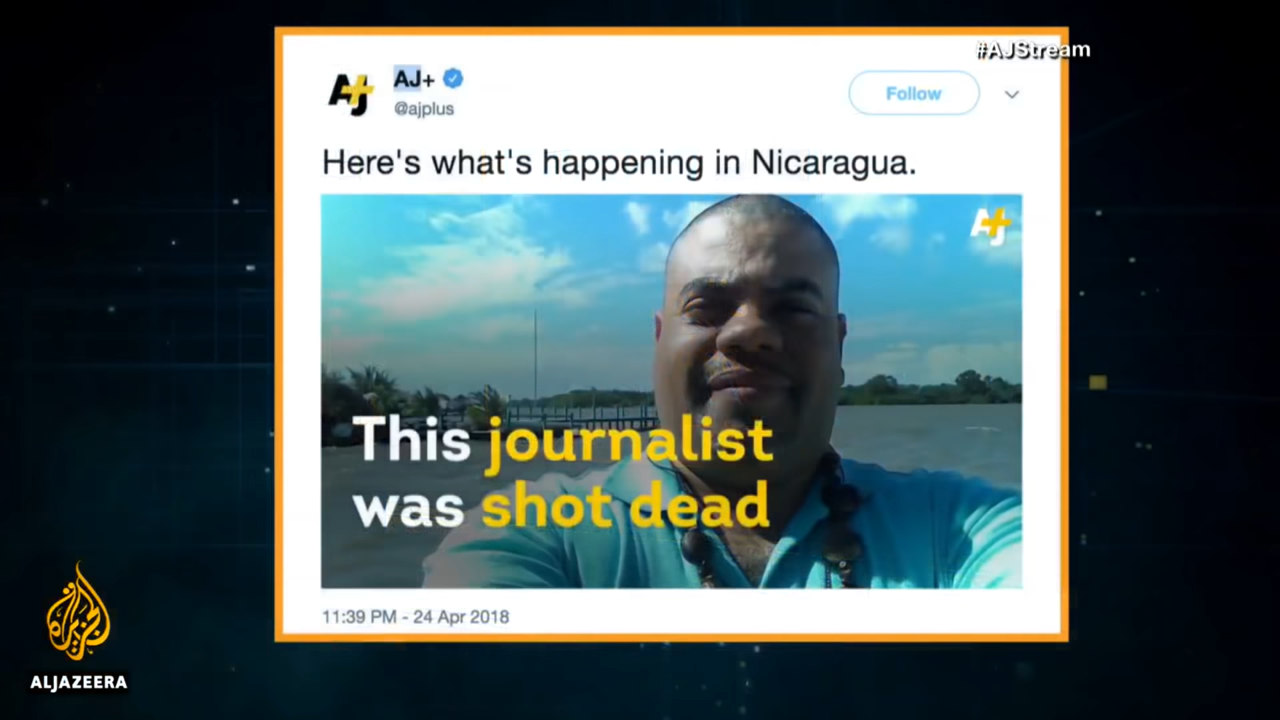 #AJStream
AJ+
@ajplus
Follow
Here's what's happening in Nicaragua.
AJ+
This journalist
was shot dead
11:39 PM - 24 Apr 2018
الجزيرة
ALJAZEERA